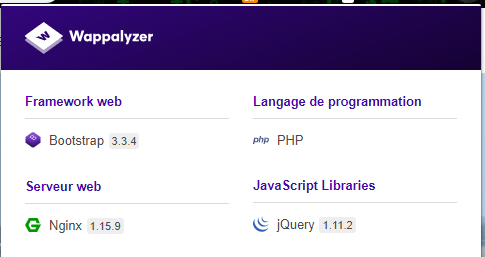 Wappalyzer
Framework web
Bootstrap 3.3.4
Langage de programmation
php PHP
Serveur web
Nginx 1.15.9
JavaScript Libraries
jQuery 1.11.2